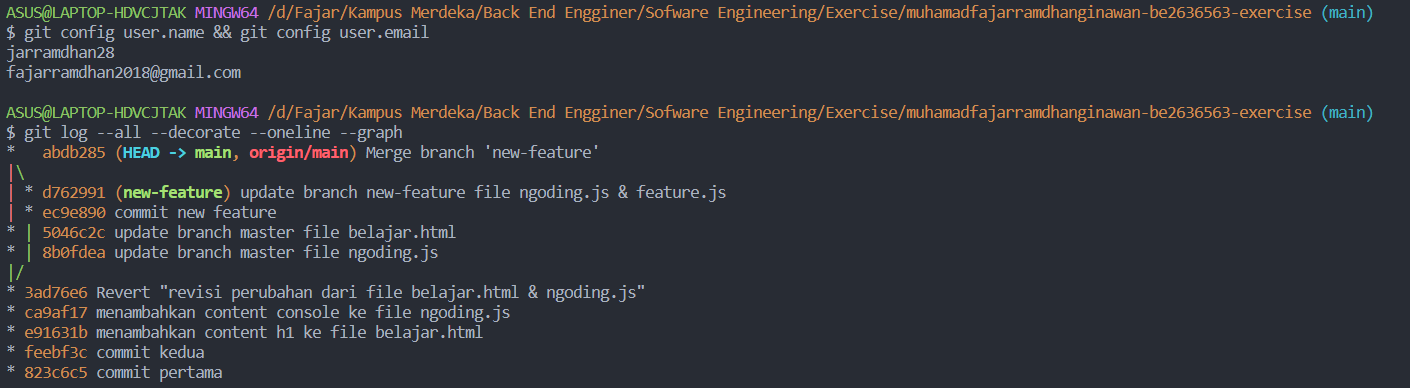 ASUS@LAPTOP-HDVCJTAK MINGW64 /d/Fajar/Kampus Merdeka/Back End Engginer/Sofware Engineering/Exercise/muhamadfajarramdhanginawan-be2636563-exercise (main)
$ git config user.name && git config user.email
jarramdhan28
fajarramdhan2018@gmail.com
ASUS@LAPTOP-HDVCJTAK MINGW64 /d/Fajar/Kampus Merdeka/Back End Engginer/Sofware Engineering/Exercise/muhamadfajarramdhanginawan-be2636563-exercise (main)
$ git log --all --decorate --oneline --graph
*   abdb285 (HEAD -> main, origin/main) Merge branch 'new-feature'
|\
| * d762991 (new-feature) update branch new-feature file ngoding.js & feature.js
| * ec9e890 commit new feature
* | 5046c2c update branch master file belajar.html
* | 8b0fdea update branch master file ngoding.js
|/
* 3ad76e6 Revert "revisi perubahan dari file belajar.html & ngoding.js"
* ca9af17 menambahkan content console ke file ngoding.js
* e91631b menambahkan content h1 ke file belajar.html
* feebf3c commit kedua
* 823c6c5 commit pertama